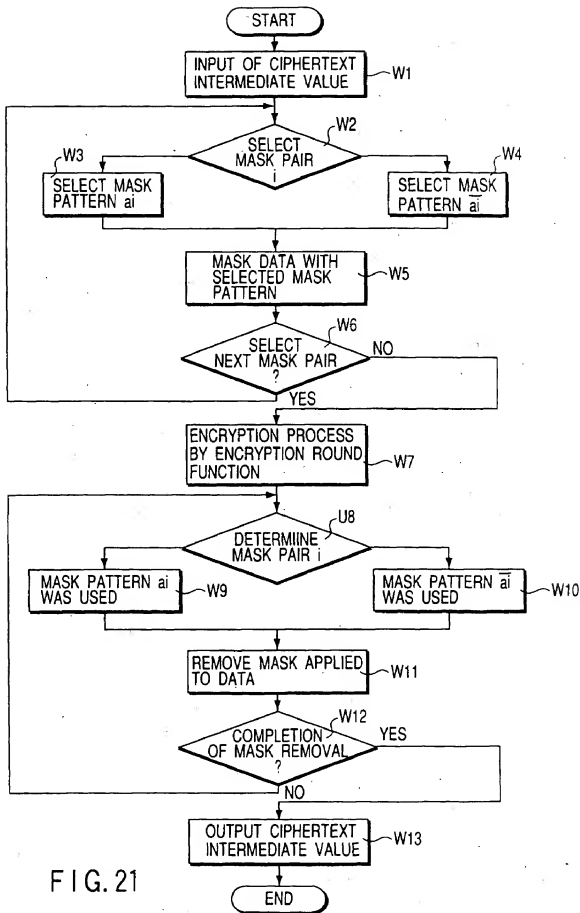 START
INPUT OF CIPHERTEXT
INTERMEDIATE VALUE
W1
W2
SELECT
MASK PAIR
i
W3
SELECT MASK
PATTERN ai
W4
SELECT MASK
PATTERN a̅i̅
MASK DATA WITH
SELECTED MASK
PATTERN
W5
W6
SELECT
NEXT MASK PAIR
?
NO
YES
ENCRYPTION PROCESS
BY ENCRYPTION ROUND
FUNCTION
W7
U8
DETERMINE
MASK PAIR i
MASK PATTERN ai
WAS USED
W9
MASK PATTERN a̅i̅
WAS USED
W10
REMOVE MASK APPLIED
TO DATA
W11
W12
COMPLETION
OF MASK REMOVAL
?
YES
NO
OUTPUT CIPHERTEXT
INTERMEDIATE VALUE
W13
END
FIG. 21